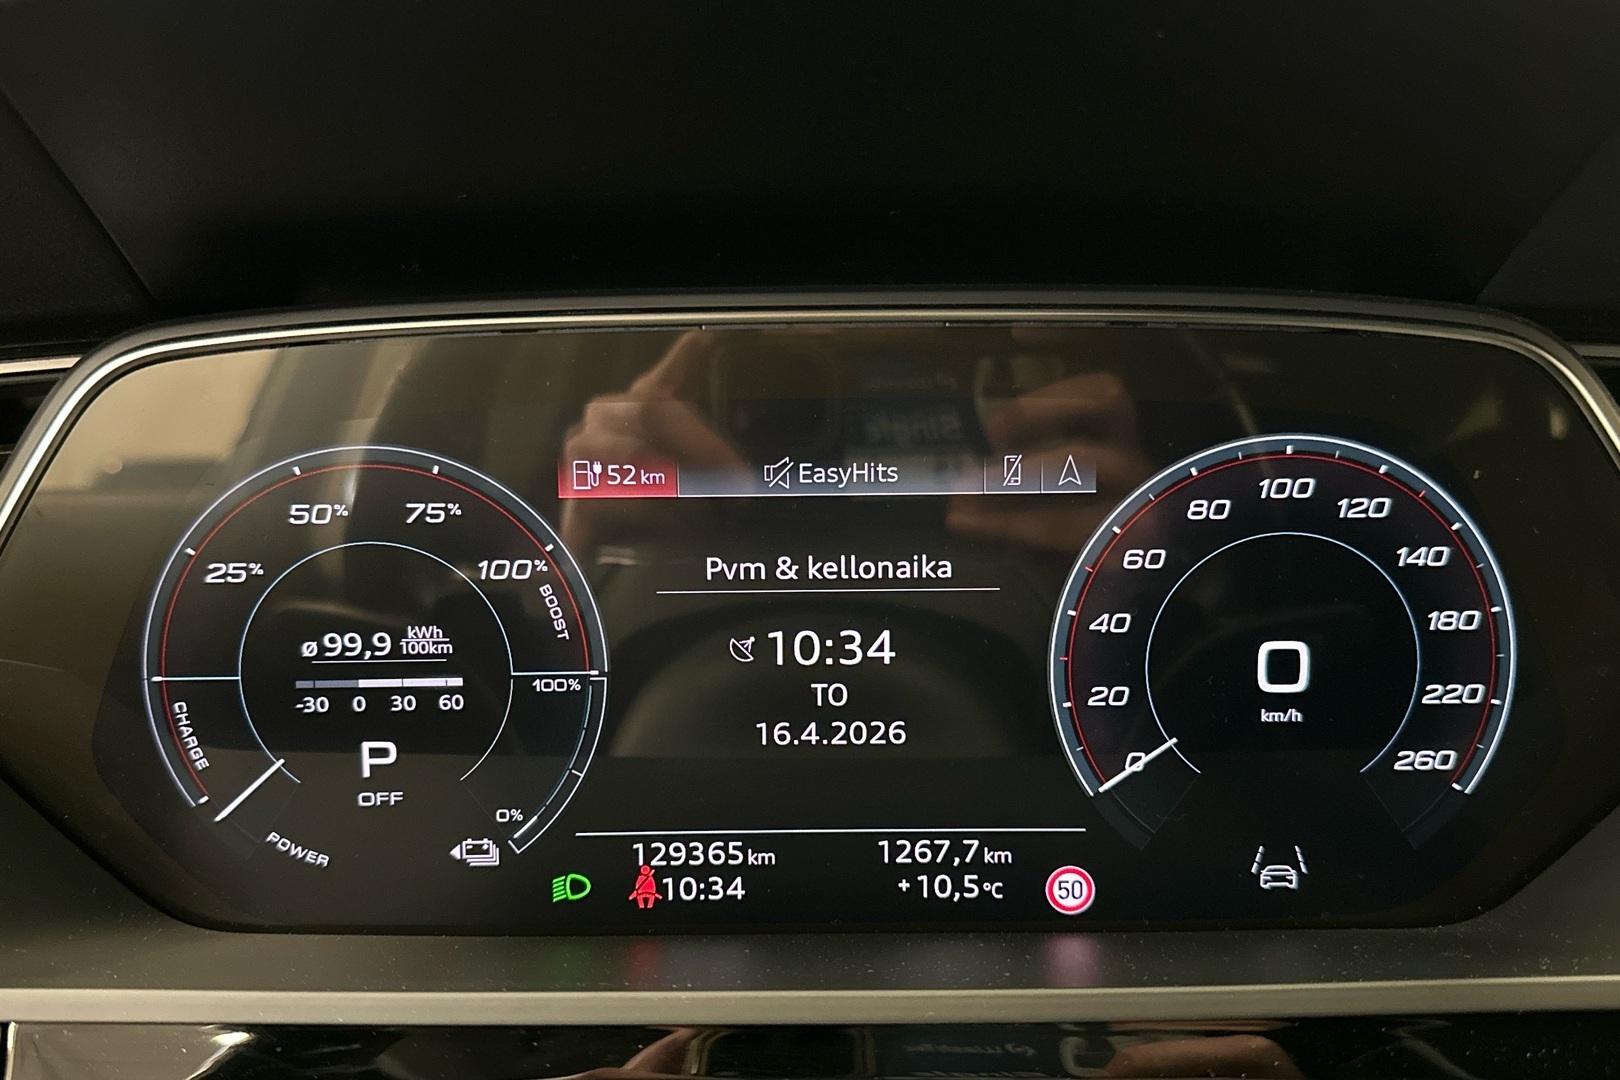 52 km
EasyHits
Pvm & kellonaika
10:34
TO
16.4.2026
25%
50%
75%
100%
BOOST
100%
0%
CHARGE
POWER
ø 99,9 kWh
100km
-30 0 30 60
P
OFF
0
20
40
60
80
100
120
140
180
220
260
0
km/h
129365 km
1267,7 km
10:34
+10,5 °C
50